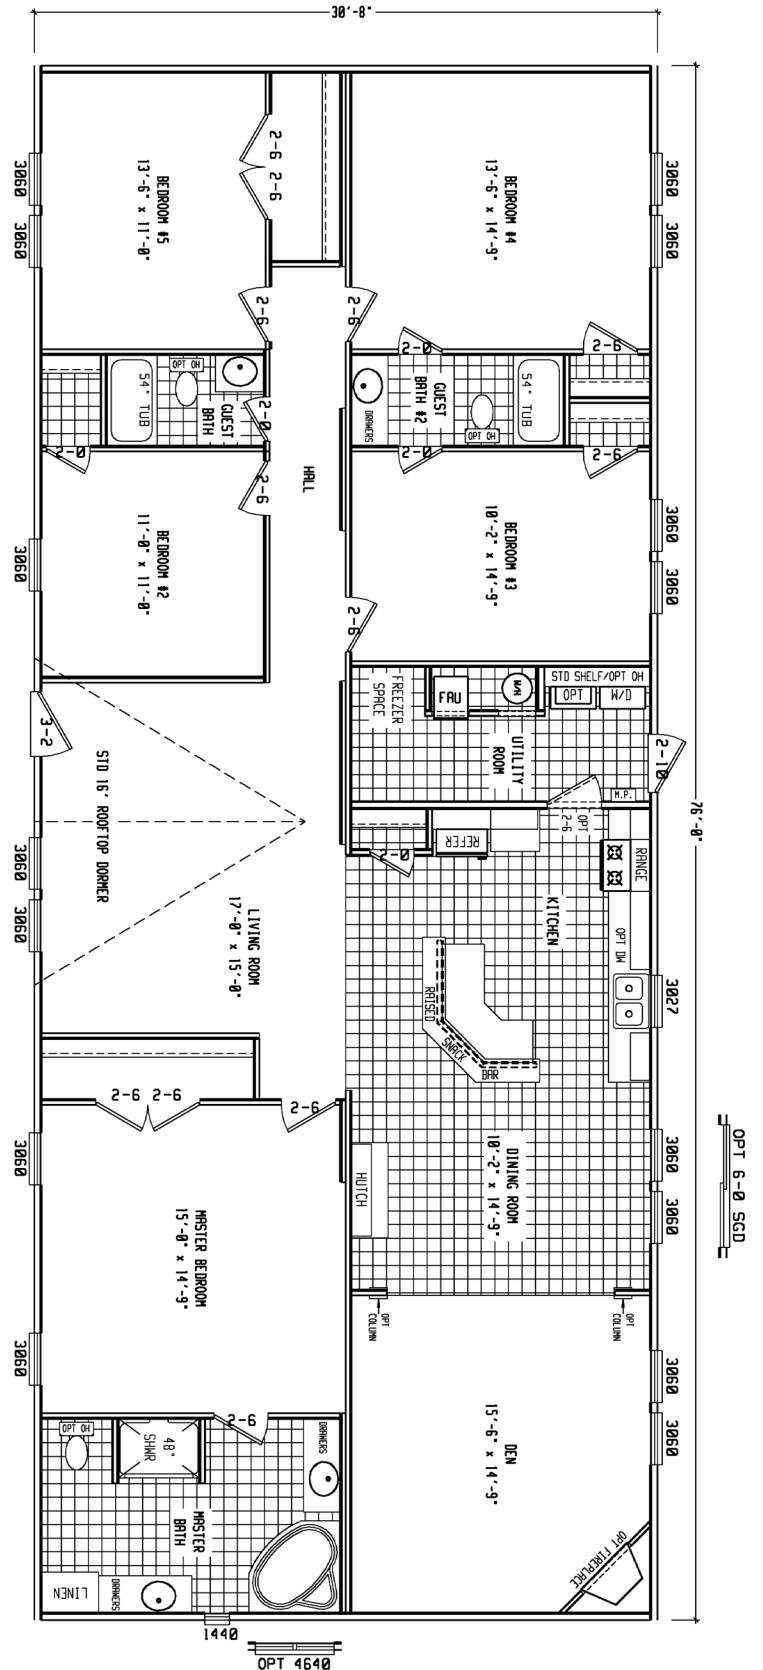 30'-8"
3060
3060
BEDROOM #5
13'-6" x 11'-0"
2-6
2-6
BEDROOM #4
13'-6" x 14'-9"
3060
3060
2-6
2-6
2-0
2-6
54" TUB
OPT OH
GUEST
BATH
2-0
DRAWERS
GUEST
BATH #2
OPT OH
54" TUB
2-0
2-6
HALL
2-0
2-6
3060
BEDROOM #2
11'-0" x 11'-0"
BEDROOM #3
10'-2" x 14'-9"
3060
3060
2-6
FREEZER
SPACE
FAU
W/H
STD SHELF/OPT OH
OPT
W/D
UTILITY
ROOM
2-10
M.P.
3-2
STD 16' ROOFTOP DORMER
76'-0"
3060
3060
LIVING ROOM
17'-0" x 15'-0"
2-0
REFER
OPT
2-6
RANGE
KITCHEN
OPT DW
3027
RAISED
SNACK
BAR
2-6
2-6
2-6
HUTCH
DINING ROOM
10'-2" x 14'-9"
3060
3060
OPT 6-0 SGD
3060
MASTER BEDROOM
15'-0" x 14'-9"
3060
OPT
COLUMN
OPT
COLUMN
3060
3060
DEN
15'-6" x 14'-9"
OPT FIREPLACE
OPT OH
48"
SHWR
2-6
DRAWERS
MASTER
BATH
LINEN
DRAWERS
1440
OPT 4640